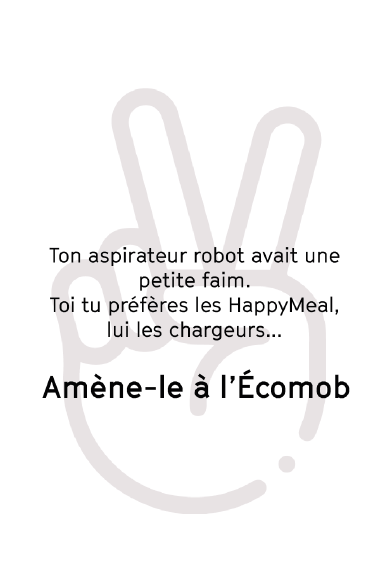 Ton aspirateur robot avait une
petite faim.
Toi tu préfères les HappyMeal,
lui les chargeurs...
Amène-le à l'Écomob